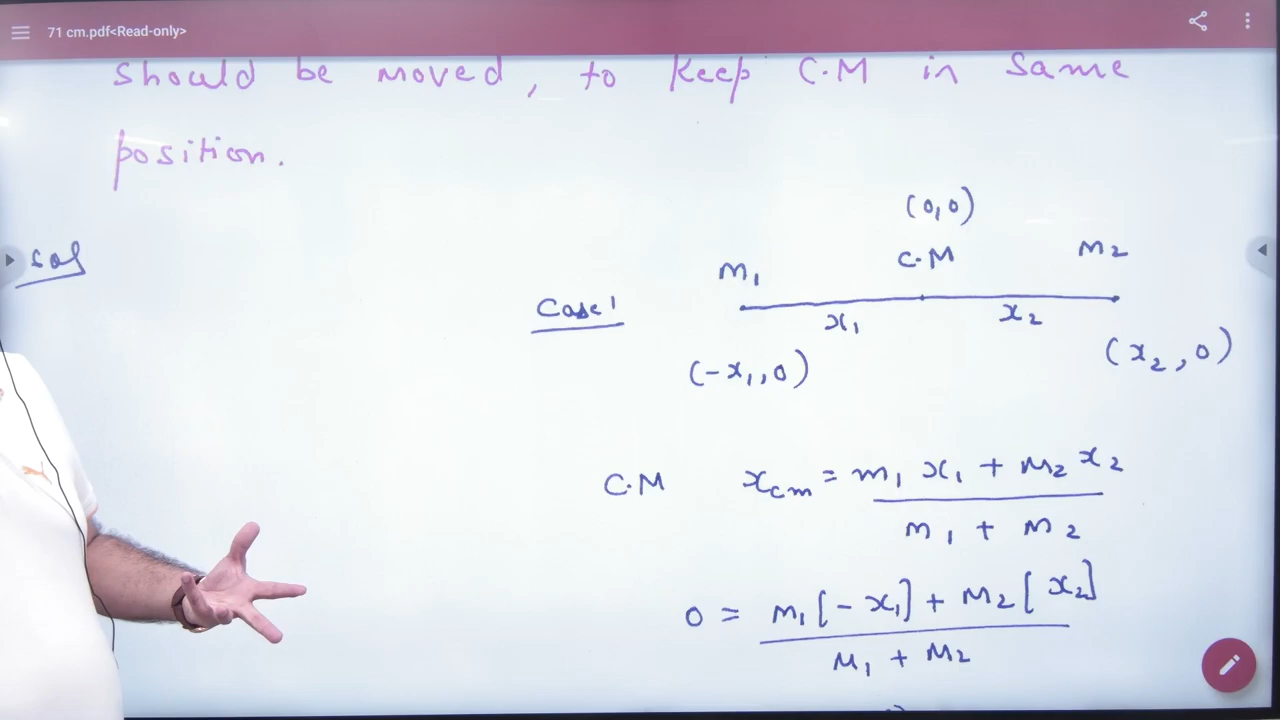 71 cm.pdf<Read-only>
should be moved, to keep C.M in same
position.
Sol
(0,0)
C.M
m₁
m₂
Case 1
x₁
x₂
(-x₁,0)
(x₂,0)
C.M x_cm = m₁ x₁ + m₂ x₂
m₁ + m₂
0 = m₁[-x₁] + m₂[x₂]
m₁ + m₂